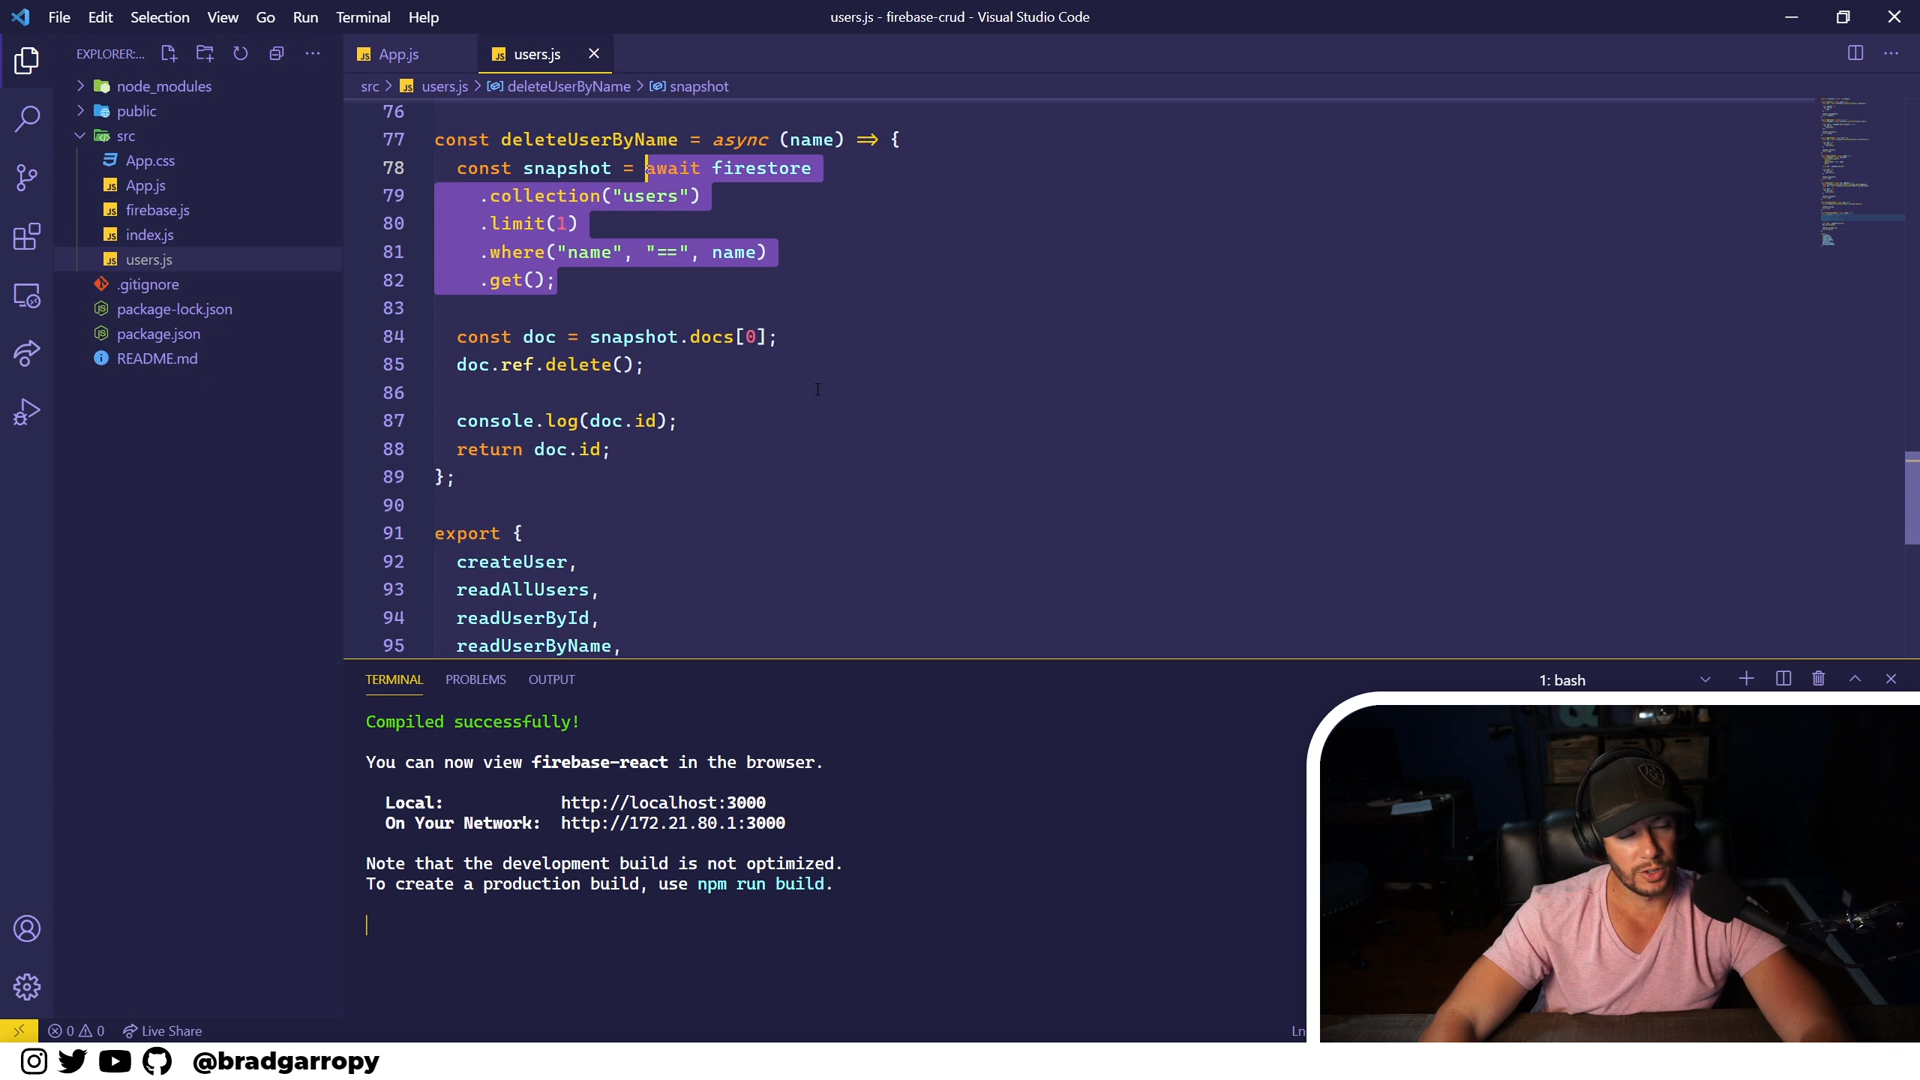 File Edit Selection View Go Run Terminal Help
users.js - firebase-crud - Visual Studio Code
EXPLORER:...
node_modules
public
src
App.css
App.js
firebase.js
index.js
users.js
.gitignore
package-lock.json
package.json
README.md
App.js
users.js
src > users.js > deleteUserByName > snapshot
76
77 const deleteUserByName = async (name) => {
78 const snapshot = await firestore
79 .collection("users")
80 .limit(1)
81 .where("name", "==", name)
82 .get();
83
84 const doc = snapshot.docs[0];
85 doc.ref.delete();
86
87 console.log(doc.id);
88 return doc.id;
89 };
90
91 export {
92 createUser,
93 readAllUsers,
94 readUserById,
95 readUserByName,
TERMINAL PROBLEMS OUTPUT
1: bash
Compiled successfully!
You can now view firebase-react in the browser.
Local: http://localhost:3000
On Your Network: http://172.21.80.1:3000
Note that the development build is not optimized.
To create a production build, use npm run build.
0 0 Live Share
Ln
@bradgarropy